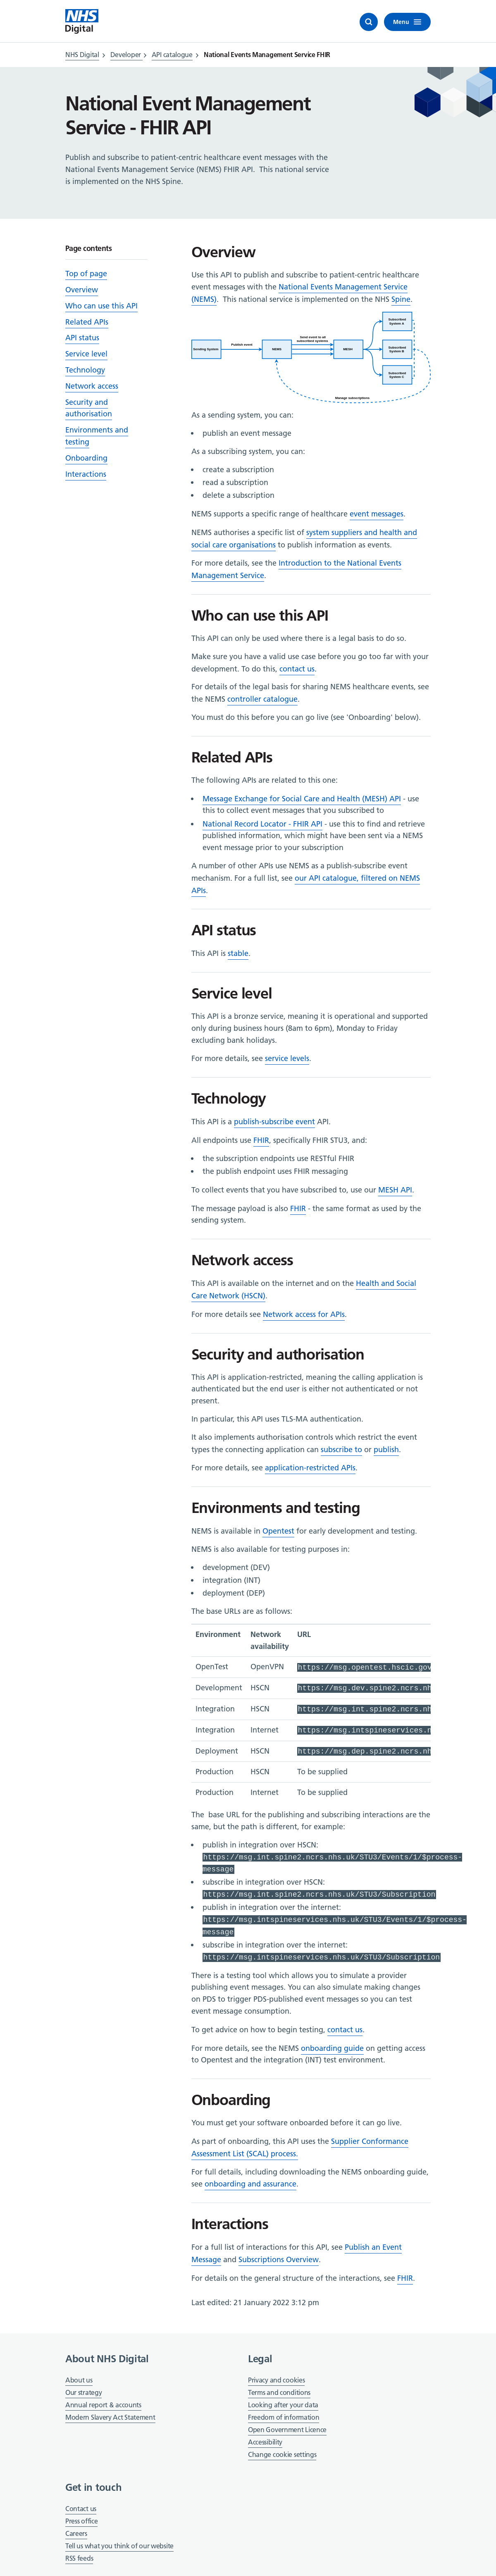 NHS
Digital
Menu
NHS Digital > Developer > API catalogue > National Events Management Service FHIR
National Event Management
Service - FHIR API
Publish and subscribe to patient-centric healthcare event messages with the
National Events Management Service (NEMS) FHIR API. This national service
is implemented on the NHS Spine.
Page contents
Top of page
Overview
Who can use this API
Related APIs
API status
Service level
Technology
Network access
Security and
authorisation
Environments and
testing
Onboarding
Interactions
Overview
Use this API to publish and subscribe to patient-centric healthcare
event messages with the National Events Management Service
(NEMS). This national service is implemented on the NHS Spine.
Sending System
Publish event
NEMS
Send event to all
subscribed systems
MESH
Subscribed
System A
Subscribed
System B
Subscribed
System C
Manage subscriptions
As a sending system, you can:
• publish an event message
As a subscribing system, you can:
• create a subscription
• read a subscription
• delete a subscription
NEMS supports a specific range of healthcare event messages.
NEMS authorises a specific list of system suppliers and health and
social care organisations to publish information as events.
For more details, see the Introduction to the National Events
Management Service.
Who can use this API
This API can only be used where there is a legal basis to do so.
Make sure you have a valid use case before you go too far with your
development. To do this, contact us.
For details of the legal basis for sharing NEMS healthcare events, see
the NEMS controller catalogue.
You must do this before you can go live (see 'Onboarding' below).
Related APIs
The following APIs are related to this one:
• Message Exchange for Social Care and Health (MESH) API - use
this to collect event messages that you subscribed to
• National Record Locator - FHIR API - use this to find and retrieve
published information, which might have been sent via a NEMS
event message prior to your subscription
A number of other APIs use NEMS as a publish-subscribe event
mechanism. For a full list, see our API catalogue, filtered on NEMS
APIs.
API status
This API is stable.
Service level
This API is a bronze service, meaning it is operational and supported
only during business hours (8am to 6pm), Monday to Friday
excluding bank holidays.
For more details, see service levels.
Technology
This API is a publish-subscribe event API.
All endpoints use FHIR, specifically FHIR STU3, and:
• the subscription endpoints use RESTful FHIR
• the publish endpoint uses FHIR messaging
To collect events that you have subscribed to, use our MESH API.
The message payload is also FHIR - the same format as used by the
sending system.
Network access
This API is available on the internet and on the Health and Social
Care Network (HSCN).
For more details see Network access for APIs.
Security and authorisation
This API is application-restricted, meaning the calling application is
authenticated but the end user is either not authenticated or not
present.
In particular, this API uses TLS-MA authentication.
It also implements authorisation controls which restrict the event
types the connecting application can subscribe to or publish.
For more details, see application-restricted APIs.
Environments and testing
NEMS is available in Opentest for early development and testing.
NEMS is also available for testing purposes in:
• development (DEV)
• integration (INT)
• deployment (DEP)
The base URLs are as follows:
Environment Network availability URL
OpenTest OpenVPN https://msg.opentest.hscic.gov
Development HSCN https://msg.dev.spine2.ncrs.nh
Integration HSCN https://msg.int.spine2.ncrs.nh
Integration Internet https://msg.intspineservices.n
Deployment HSCN https://msg.dep.spine2.ncrs.nh
Production HSCN To be supplied
Production Internet To be supplied
The base URL for the publishing and subscribing interactions are the
same, but the path is different, for example:
• publish in integration over HSCN:
https://msg.int.spine2.ncrs.nhs.uk/STU3/Events/1/$process-
message
• subscribe in integration over HSCN:
https://msg.int.spine2.ncrs.nhs.uk/STU3/Subscription
• publish in integration over the internet:
https://msg.intspineservices.nhs.uk/STU3/Events/1/$process-
message
• subscribe in integration over the internet:
https://msg.intspineservices.nhs.uk/STU3/Subscription
There is a testing tool which allows you to simulate a provider
publishing event messages. You can also simulate making changes
on PDS to trigger PDS-published event messages so you can test
event message consumption.
To get advice on how to begin testing, contact us.
For more details, see the NEMS onboarding guide on getting access
to Opentest and the integration (INT) test environment.
Onboarding
You must get your software onboarded before it can go live.
As part of onboarding, this API uses the Supplier Conformance
Assessment List (SCAL) process.
For full details, including downloading the NEMS onboarding guide,
see onboarding and assurance.
Interactions
For a full list of interactions for this API, see Publish an Event
Message and Subscriptions Overview.
For details on the general structure of the interactions, see FHIR.
Last edited: 21 January 2022 3:12 pm
About NHS Digital
About us
Our strategy
Annual report & accounts
Modern Slavery Act Statement
Legal
Privacy and cookies
Terms and conditions
Looking after your data
Freedom of information
Open Government Licence
Accessibility
Change cookie settings
Get in touch
Contact us
Press office
Careers
Tell us what you think of our website
RSS feeds